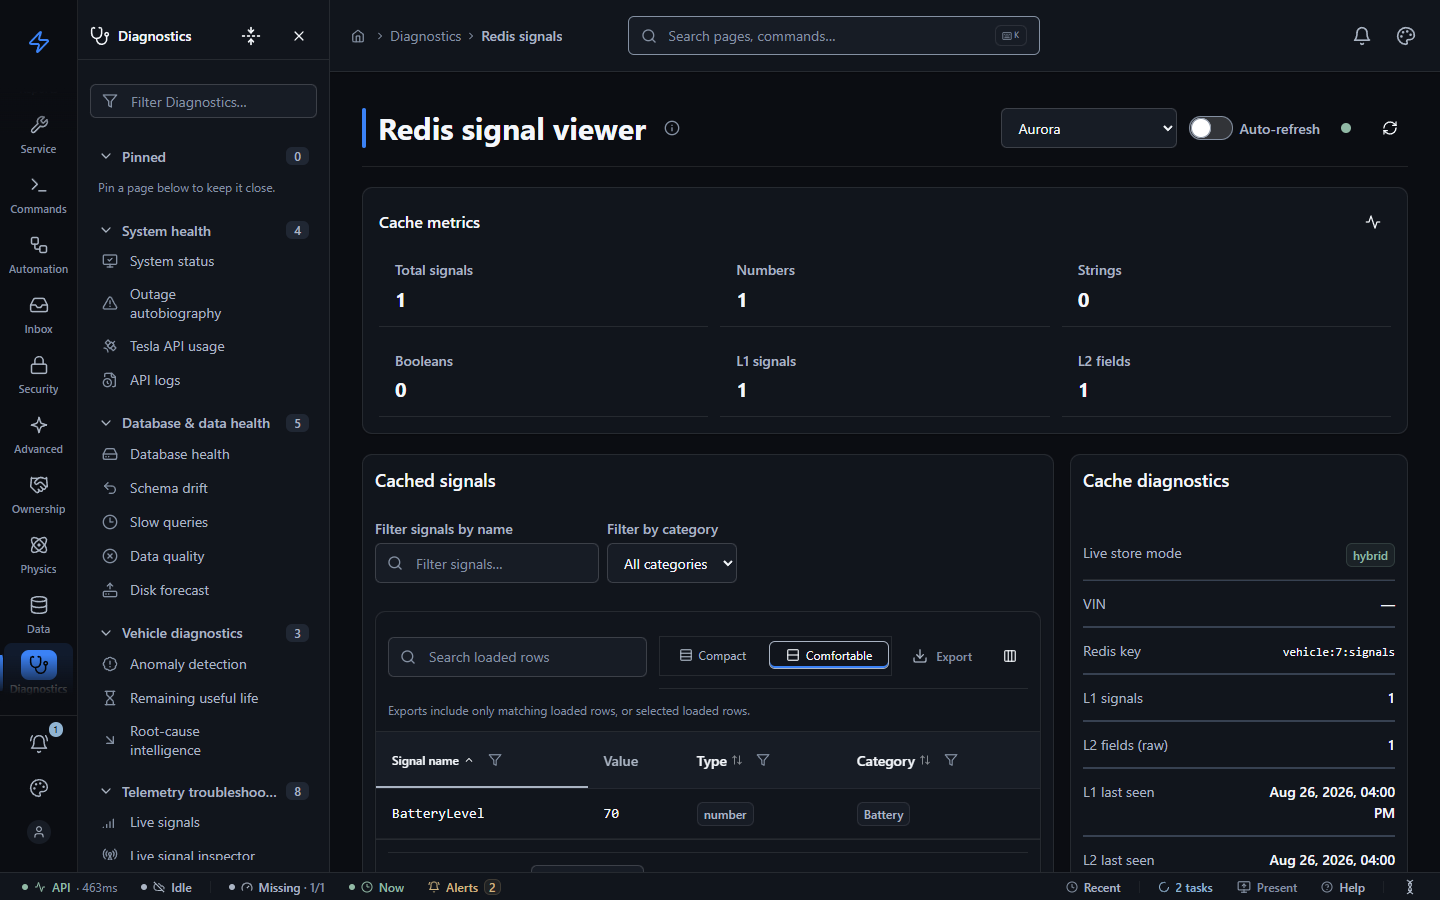 Diagnostics
Diagnostics
Redis signals
Search pages, commands...
K
Service
Commands
Automation
Inbox
Security
Advanced
Ownership
Physics
Data
Diagnostics
1
Filter Diagnostics...
Pinned
0
Pin a page below to keep it close.
System health
4
System status
Outage
autobiography
Tesla API usage
API logs
Database & data health
5
Database health
Schema drift
Slow queries
Data quality
Disk forecast
Vehicle diagnostics
3
Anomaly detection
Remaining useful life
Root-cause
intelligence
Telemetry troubleshoo...
8
Live signals
Live signal inspector
Redis signal viewer
Aurora
Auto-refresh
Cache metrics
Total signals
1
Numbers
1
Strings
0
Booleans
0
L1 signals
1
L2 fields
1
Cached signals
Filter signals by name
Filter by category
Filter signals...
All categories
Search loaded rows
Compact
Comfortable
Export
Exports include only matching loaded rows, or selected loaded rows.
Signal name
Value
Type
Category
BatteryLevel
70
number
Battery
Cache diagnostics
Live store mode
hybrid
VIN
—
Redis key
vehicle:7:signals
L1 signals
1
L2 fields (raw)
1
L1 last seen
Aug 26, 2026, 04:00
PM
L2 last seen
Aug 26, 2026, 04:00
API · 463ms
Idle
Missing · 1/1
Now
Alerts 2
Recent
2 tasks
Present
Help